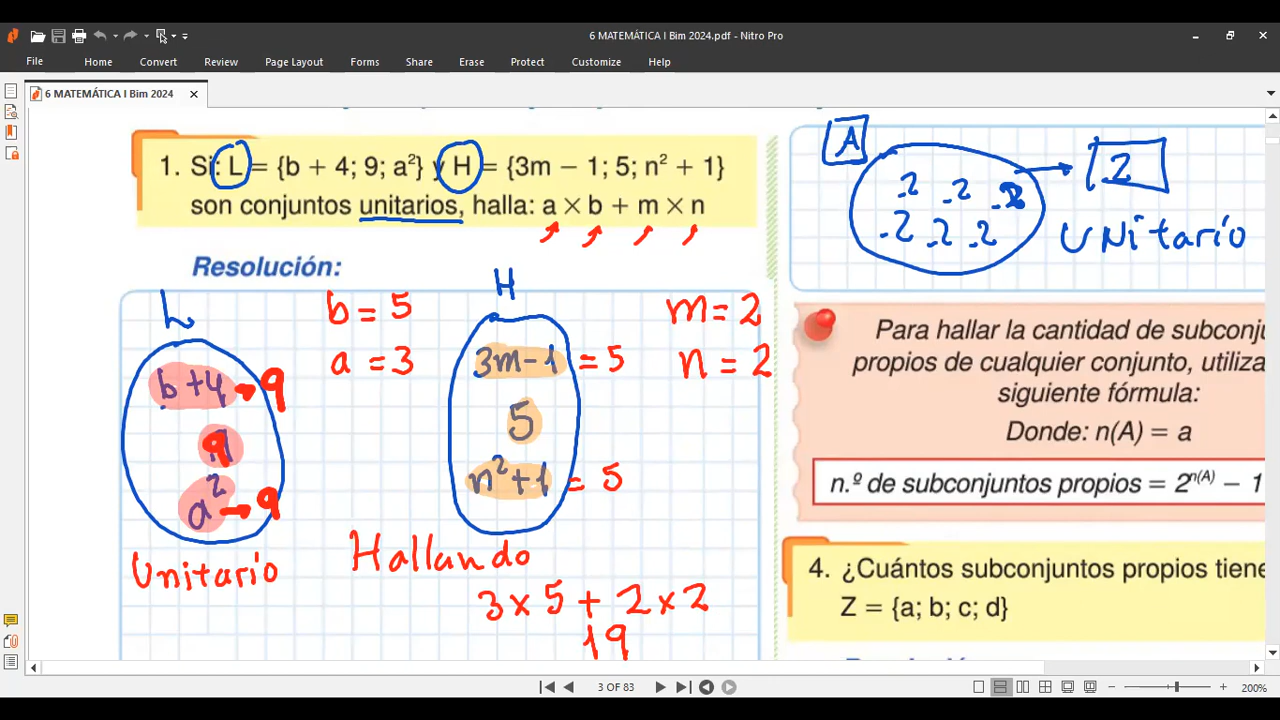 6 MATEMÁTICA I Bim 2024.pdf - Nitro Pro
File Home Convert Review Page Layout Forms Share Erase Protect Customize Help
6 MATEMÁTICA I Bim 2024
1. Si: L = {b + 4; 9; a²} y H = {3m − 1; 5; n² + 1}
son conjuntos unitarios, halla: a × b + m × n
Resolución:
L
b + 4 → 9
9
a² → 9
Unitario
b = 5
a = 3
H
3m − 1 = 5
5
n² + 1 = 5
m = 2
n = 2
Hallando
3 × 5 + 2 × 2
19
A
.2 .2 .2
.2 .2 .2
2
UNitario
Para hallar la cantidad de subconju
propios de cualquier conjunto, utiliza
siguiente fórmula:
Donde: n(A) = a
n.º de subconjuntos propios = 2ⁿ⁽ᴬ⁾ − 1
4. ¿Cuántos subconjuntos propios tiene
Z = {a; b; c; d}
3 OF 83
200%